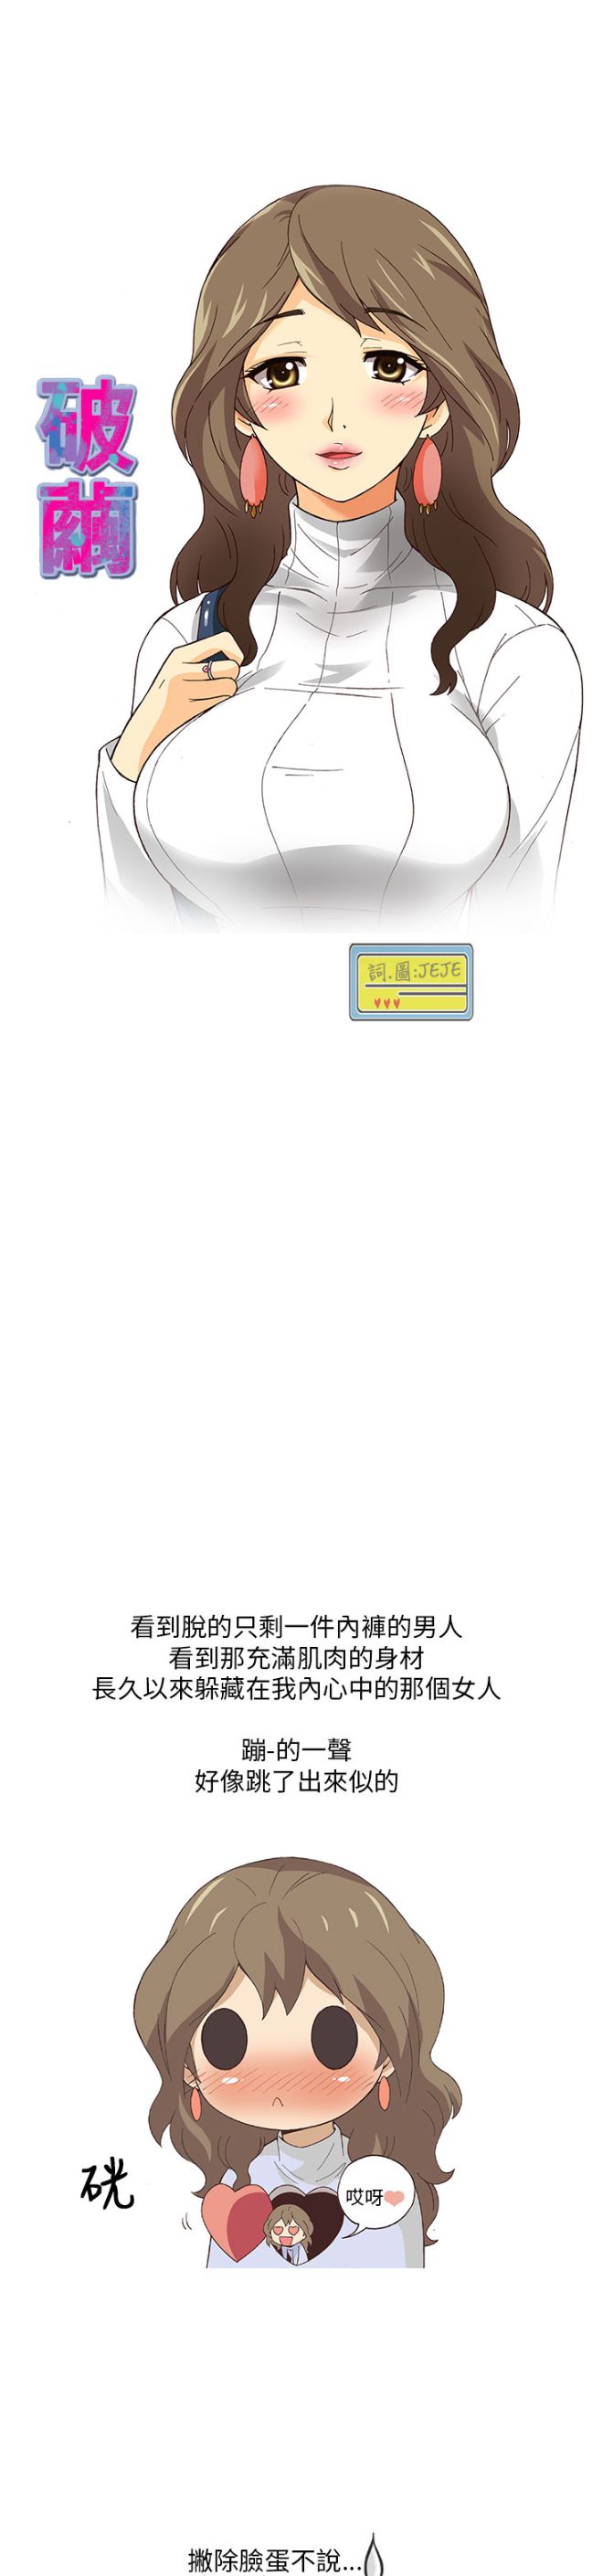 破
繭
詞.圖:JEJE
看到脫的只剩一件內褲的男人
看到那充滿肌肉的身材
長久以來躲藏在我內心中的那個女人
蹦-的一聲
好像跳了出來似的
硄
哎呀
撇除臉蛋不說...